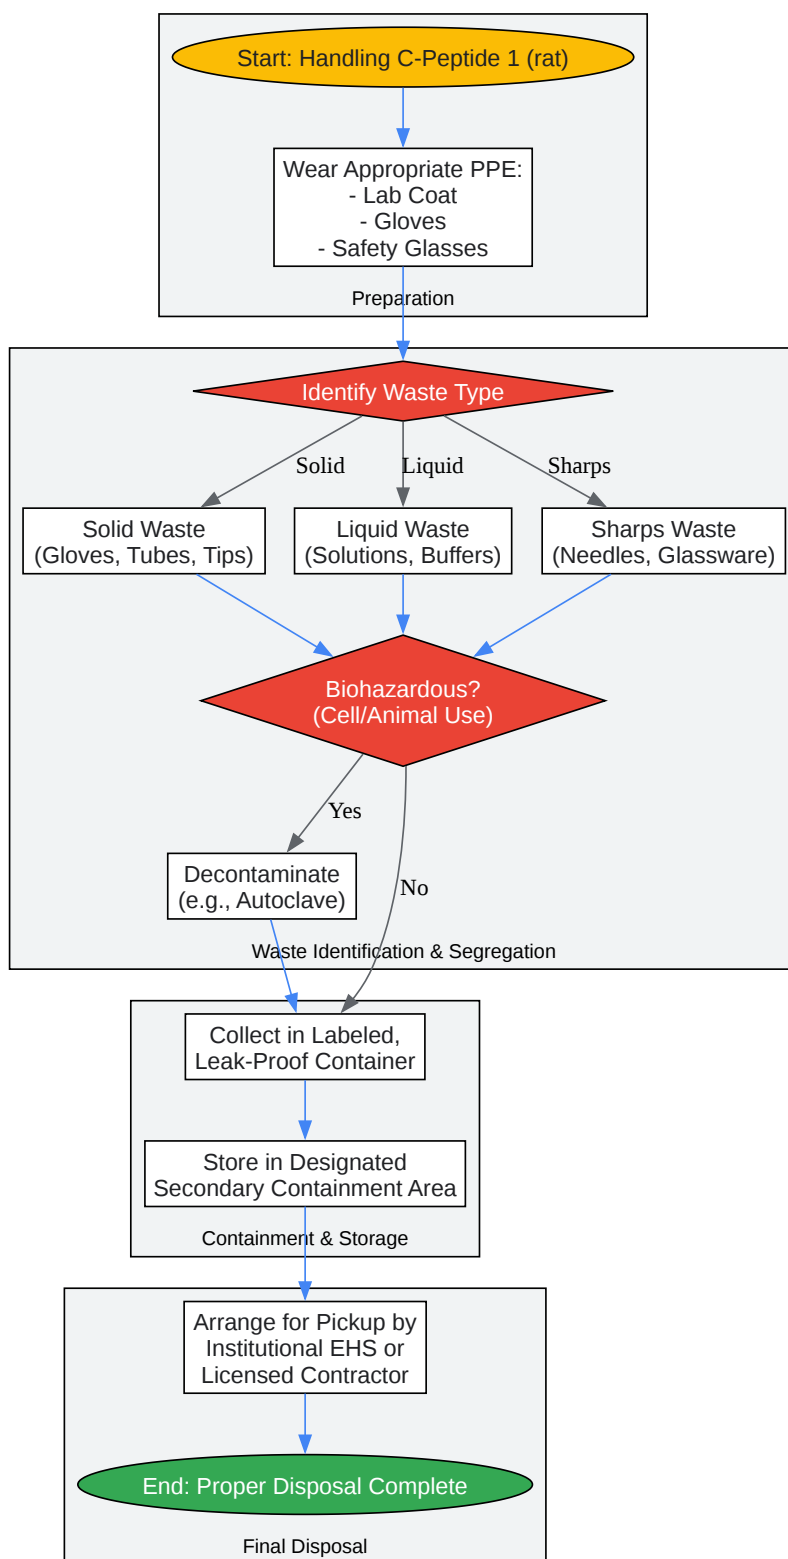 Start: Handling C-Peptide 1 (rat)
Wear Appropriate PPE:
- Lab Coat
- Gloves
- Safety Glasses
Preparation
Identify Waste Type
Solid
Liquid
Sharps
Solid Waste
(Gloves, Tubes, Tips)
Liquid Waste
(Solutions, Buffers)
Sharps Waste
(Needles, Glassware)
Biohazardous?
(Cell/Animal Use)
Yes
Decontaminate
(e.g., Autoclave)
No
Waste Identification & Segregation
Collect in Labeled,
Leak-Proof Container
Store in Designated
Secondary Containment Area
Containment & Storage
Arrange for Pickup by
Institutional EHS or
Licensed Contractor
End: Proper Disposal Complete
Final Disposal